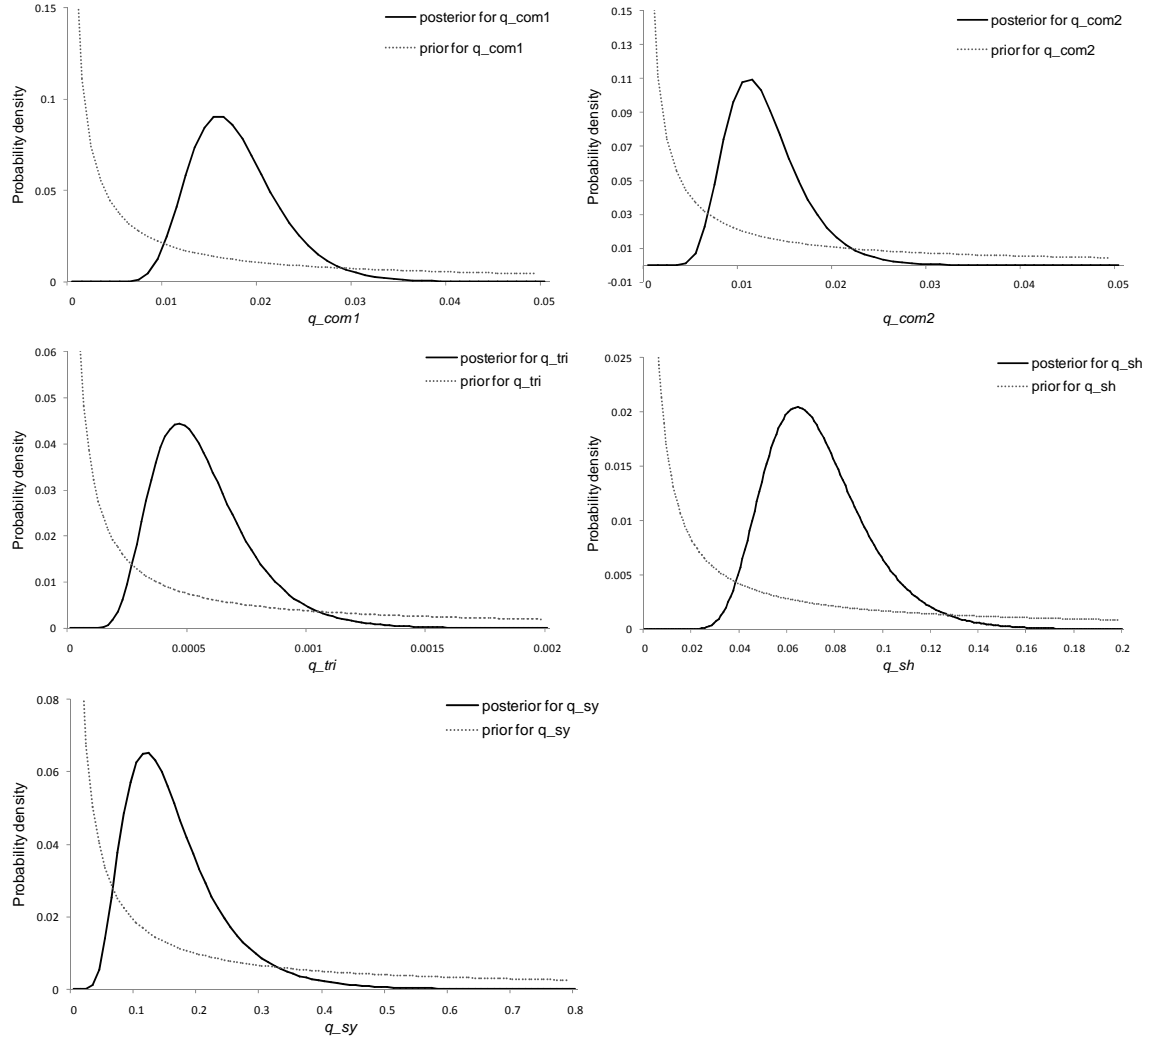 0.15
0.1
0.05
0
Probability density
posterior for q_com1
prior for q_com1
0 0.01 0.02 0.03 0.04 0.05
q_com1
0.15
0.13
0.11
0.09
0.07
0.05
0.03
0.01
-0.01
Probability density
posterior for q_com2
prior for q_com2
0 0.01 0.02 0.03 0.04 0.05
q_com2
0.06
0.05
0.04
0.03
0.02
0.01
0
Probability density
posterior for q_tri
prior for q_tri
0 0.0005 0.001 0.0015 0.002
q_tri
0.025
0.02
0.015
0.01
0.005
0
Probability density
posterior for q_sh
prior for q_sh
0 0.02 0.04 0.06 0.08 0.1 0.12 0.14 0.16 0.18 0.2
q_sh
0.08
0.06
0.04
0.02
0
Probability density
posterior for q_sy
prior for q_sy
0 0.1 0.2 0.3 0.4 0.5 0.6 0.7 0.8
q_sy